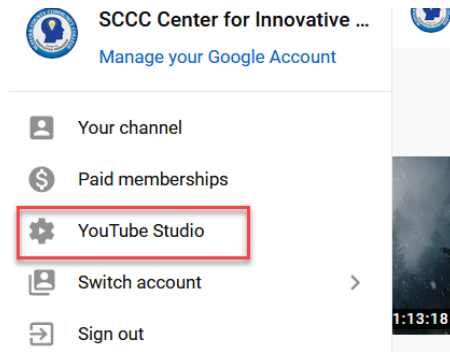 SCCC Center for Innovative ...
Manage your Google Account
Your channel
Paid memberships
YouTube Studio
Switch account
Sign out
1:13:18